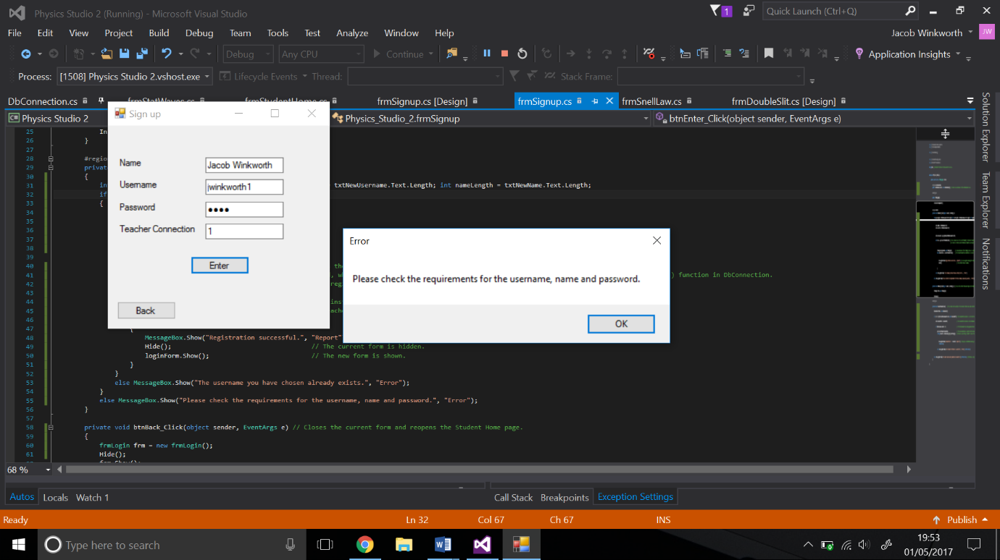 Physics Studio 2 (Running) - Microsoft Visual Studio
1
Quick Launch (Ctrl+Q)
File Edit View Project Build Debug Team Tools Test Analyze Window Help
Jacob Winkworth JW
Debug Any CPU Continue Application Insights
Process: [1508] Physics Studio 2.vshost.exe Lifecycle Events Thread: Stack Frame:
DbConnection.cs frmStatWaves.cs frmStudentHome.cs frmSignup.cs [Design] frmSignup.cs frmSnellLaw.cs frmDoubleSlit.cs [Design]
Physics Studio 2 Physics_Studio_2.frmSignup btnEnter_Click(object sender, EventArgs e)
Solution Explorer
Team Explorer
Notifications
Sign up
Name Jacob Winkworth
Username jwinkworth1
Password ●●●●
Teacher Connection 1
Enter
Back
Error
Please check the requirements for the username, name and password.
OK
25 In
26 }
27
28 #regio
29 privat
30 {
31 in txtNewUsername.Text.Length; int nameLength = txtNewName.Text.Length;
32 if
33 {
34
35
36
37
38
39
40 the
41 , w ) function in DbConnection.
42 reg
43
44 ins
45 ache
46
47 {
48 MessageBox.Show("Registration successful.", "Report"
49 Hide(); // The current form is hidden.
50 loginForm.Show(); // The new form is shown.
51 }
52 }
53 else MessageBox.Show("The username you have chosen already exists.", "Error");
54 }
55 else MessageBox.Show("Please check the requirements for the username, name and password.", "Error");
56 }
57
58 private void btnBack_Click(object sender, EventArgs e) // Closes the current form and reopens the Student Home page.
59 {
60 frmLogin frm = new frmLogin();
61 Hide();
68 %
Autos Locals Watch 1
Call Stack Breakpoints Exception Settings
Ready Ln 32 Col 67 Ch 67 INS Publish
Type here to search
19:53
01/05/2017